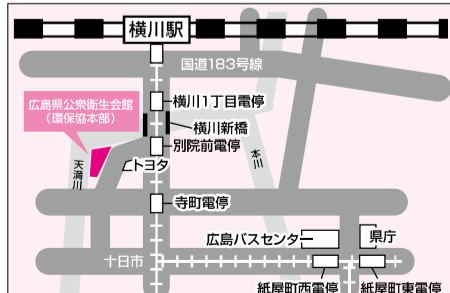 横川駅
国道183号線
広島県公衆衛生会館
(環保協本部)
横川1丁目電停
横川新橋
別院前電停
トヨタ
天満川
本川
寺町電停
広島バスセンタ
県庁
十日市
紙屋町西電停
紙屋町東電停